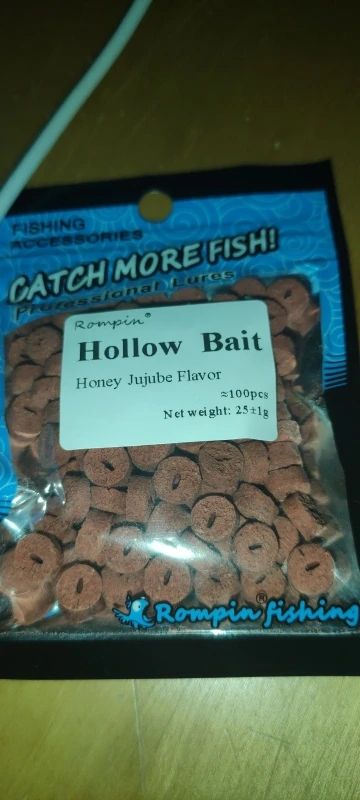 FISHING
ACCESSORIES
CATCH MORE FISH!
Professional Lures
Rompin®
Hollow Bait
Honey Jujube Flavor
≈100pcs
Net weight: 25±1g
Rompin® fishing